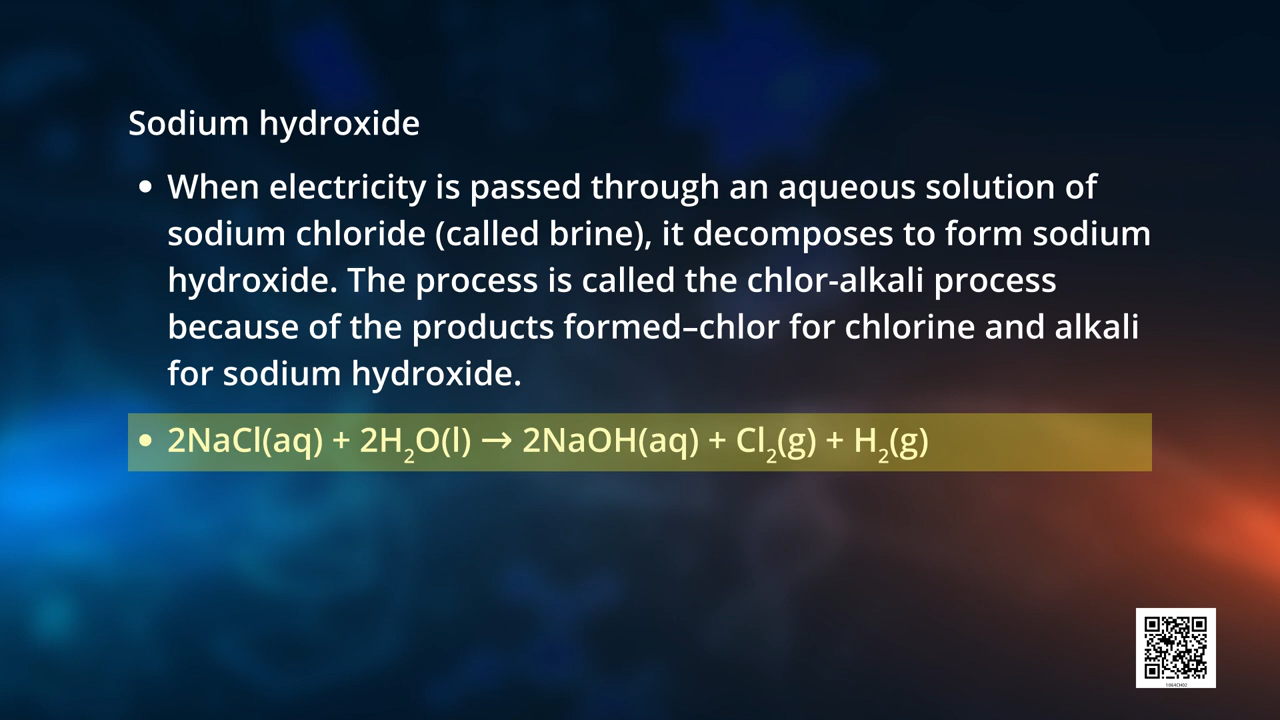 Sodium hydroxide
• When electricity is passed through an aqueous solution of
sodium chloride (called brine), it decomposes to form sodium
hydroxide. The process is called the chlor-alkali process
because of the products formed–chlor for chlorine and alkali
for sodium hydroxide.
• 2NaCl(aq) + 2H₂O(l) → 2NaOH(aq) + Cl₂(g) + H₂(g)